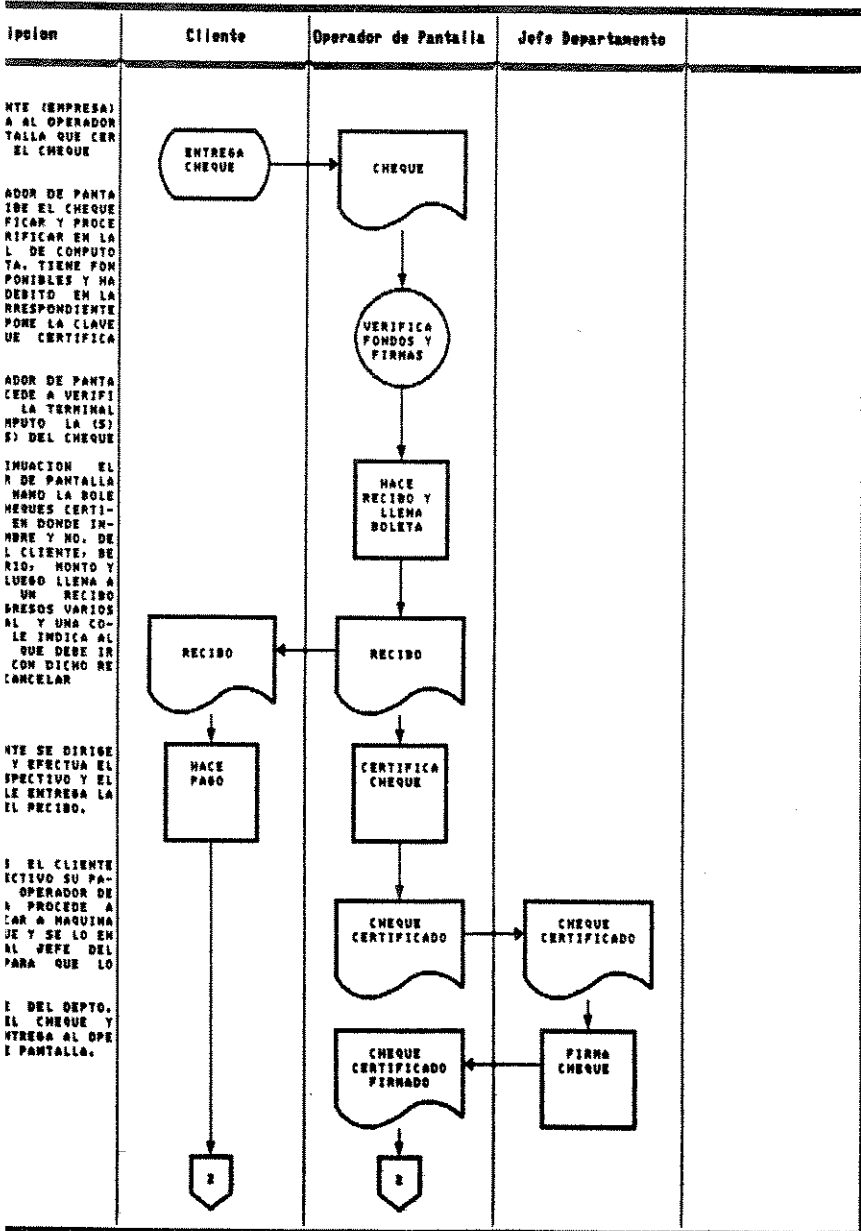 ipcion
Cliente
Operador de Pantalla
Jefe Departamento
NTE (EMPRESA)
A AL OPERADOR
TALLA QUE CER
EL CHEQUE
ADOR DE PANTA
IBE EL CHEQUE
FICAR Y PROCE
RIFICAR EN LA
L DE COMPUTO
TA. TIENE FON
PONIBLES Y HA
DEBITO EN LA
RRESPONDIENTE
PONE LA CLAVE
UE CERTIFICA
ADOR DE PANTA
CEDE A VERIFI
LA TERMINAL
MPUTO LA (S)
S) DEL CHEQUE
INUACION EL
R DE PANTALLA
MANO LA BOLE
HEQUES CERTI-
EN DONDE IN-
MBRE Y NO. DE
L CLIENTE, BE
RIO, MONTO Y
LUEGO LLENA A
UN RECIBO
GRESOS VARIOS
AL Y UNA CO-
LE INDICA AL
QUE DEBE IR
CON DICHO RE
CANCELAR
NTE SE DIRIGE
Y EFECTUA EL
SPECTIVO Y EL
LE ENTREGA LA
EL RECIBO.
S EL CLIENTE
ECTIVO SU PA-
OPERADOR DE
A PROCEDE A
CAR A MAQUINA
UE Y SE LO EN
AL JEFE DEL
PARA QUE LO
E DEL DEPTO.
EL CHEQUE Y
NTREGA AL OPE
E PANTALLA.
ENTREGA
CHEQUE
CHEQUE
VERIFICA
FONDOS Y
FIRMAS
HACE
RECIBO Y
LLENA
BOLETA
RECIBO
RECIBO
HACE
PAGO
CERTIFICA
CHEQUE
CHEQUE
CERTIFICADO
CHEQUE
CERTIFICADO
CHEQUE
CERTIFICADO
FIRMADO
FIRMA
CHEQUE
2
2